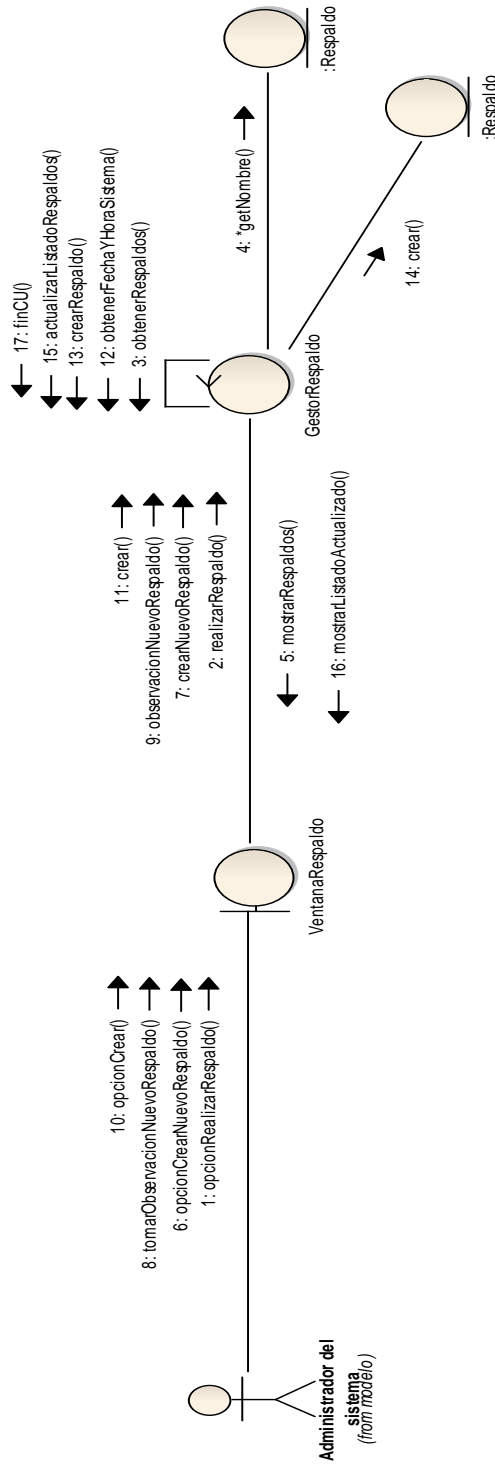 17: finCU()
15: actualizarListadoRespaldos()
13: crearRespaldo()
12: obtenerFechaYHoraSistema()
3: obtenerRespaldos()
4: *getNombre()
:Respaldo
14: crear()
:Respaldo
GestorRespaldo
11: crear()
9: observacionNuevoRespaldo()
7: crearNuevoRespaldo()
2: realizarRespaldo()
5: mostrarRespaldos()
16: mostrarListadoActualizado()
VentanaRespaldo
10: opcionCrear()
8: tomarObservacionNuevoRespaldo()
6: opcionCrearNuevoRespaldo()
1: opcionRealizarRespaldo()
Administrador del
sistema
(from modelo)